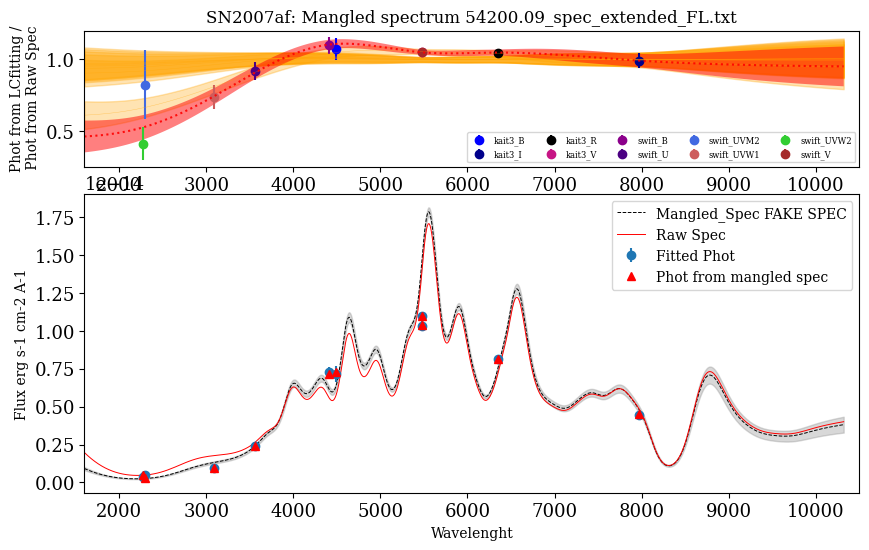 SN2007af: Mangled spectrum 54200.09_spec_extended_FL.txt
Phot from LCfitting /
Phot from Raw Spec
1.0
0.5
kait3_B kait3_R swift_B swift_UVM2 swift_UVW2
kait3_I kait3_V swift_U swift_UVW1 swift_V
2000 3000 4000 5000 6000 7000 8000 9000 10000
1e−14
Flux erg s-1 cm-2 A-1
1.75
1.50
1.25
1.00
0.75
0.50
0.25
0.00
Mangled_Spec FAKE SPEC
Raw Spec
Fitted Phot
Phot from mangled spec
2000 3000 4000 5000 6000 7000 8000 9000 10000
Wavelenght